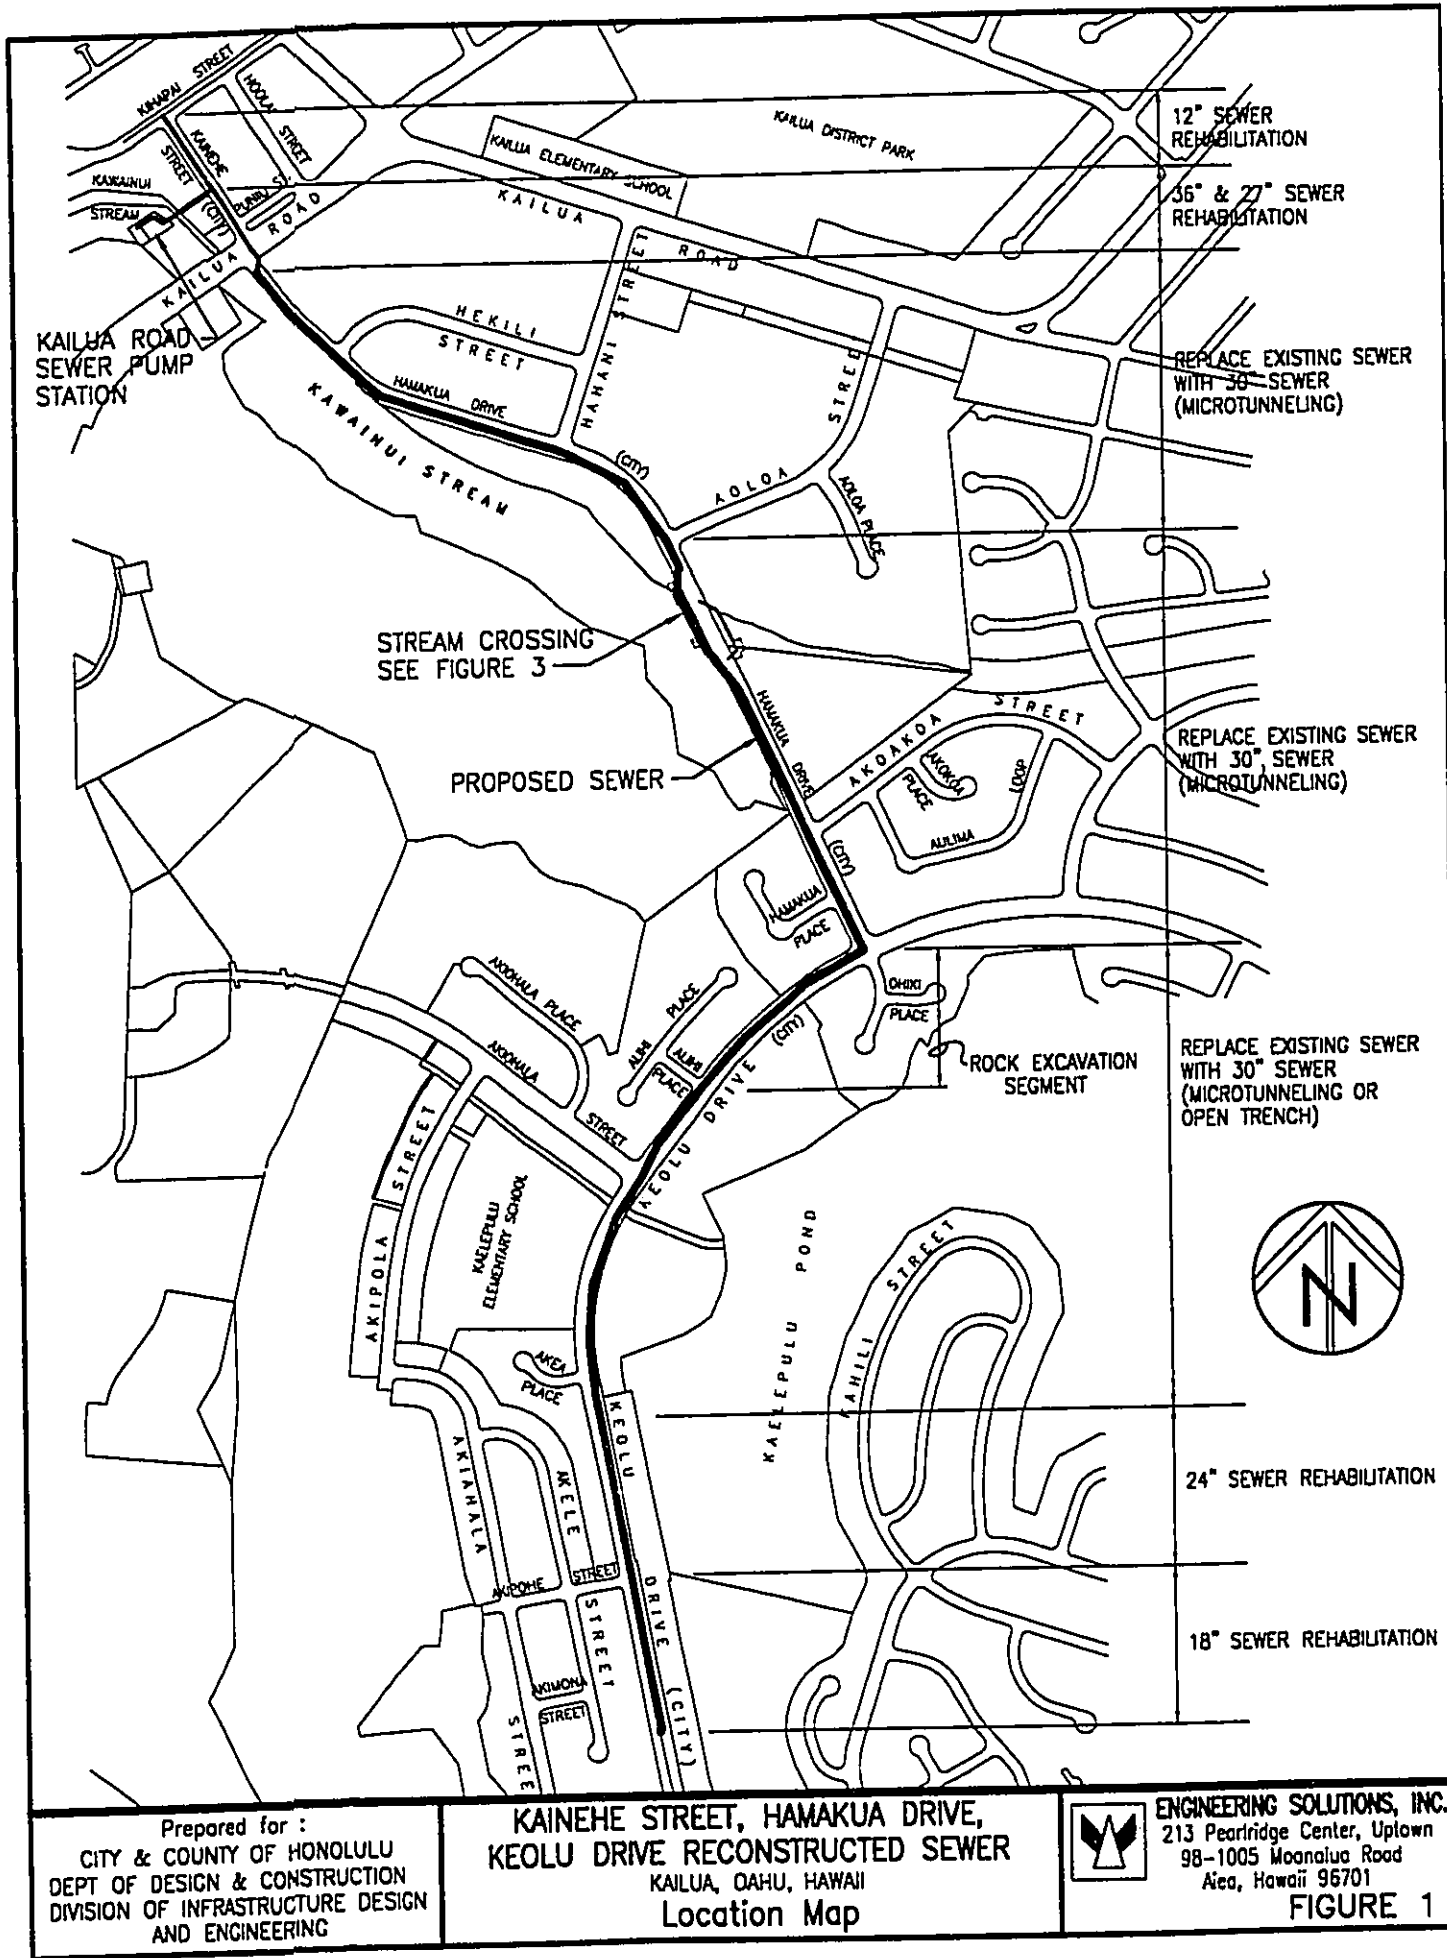 KIHAPAI STREET
HOOLAI
STREET
KAINEHE
STREET
KAWAINUI
STREAM
(CITY)
PUNIU ST.
KAILUA ROAD
KAILUA ELEMENTARY SCHOOL
KAILUA DISTRICT PARK
KAILUA ROAD
12" SEWER
REHABILITATION
36" & 27" SEWER
REHABILITATION
KAILUA ROAD
SEWER PUMP
STATION
HEKILI
STREET
HAHANI STREET
HAMAKUA DRIVE
KAWAINUI STREAM
(CITY)
AOLOA
STREE
AOLOA PLACE
REPLACE EXISTING SEWER
WITH 30" SEWER
(MICROTUNNELING)
STREAM CROSSING
SEE FIGURE 3
PROPOSED SEWER
HAMAKUA DRIVE
(CITY)
AKOAKOA STREET
AKOKOA
PLACE
LOOP
AULIMA
REPLACE EXISTING SEWER
WITH 30", SEWER
(MICROTUNNELING)
HAMAKUA
PLACE
AKIOHALA PLACE
AKIOHALA
STREET
ALIHI PLACE
ALIHI
PLACE
(CITY)
KEOLU DRIVE
OHIKI
PLACE
ROCK EXCAVATION
SEGMENT
REPLACE EXISTING SEWER
WITH 30" SEWER
(MICROTUNNELING OR
OPEN TRENCH)
AKIPOLA STREET
KAELEPULU
ELEMENTARY SCHOOL
KAELEPULU POND
KAHILI STREET
N
AKEA
PLACE
KEOLU
DRIVE (CITY)
AKIAHALA
AKELE
STREET
AKIPOHE
STREET
AKIMONA
STREET
STREE
24" SEWER REHABILITATION
18" SEWER REHABILITATION
Prepared for :
CITY & COUNTY OF HONOLULU
DEPT OF DESIGN & CONSTRUCTION
DIVISION OF INFRASTRUCTURE DESIGN
AND ENGINEERING
KAINEHE STREET, HAMAKUA DRIVE,
KEOLU DRIVE RECONSTRUCTED SEWER
KAILUA, OAHU, HAWAII
Location Map
ENGINEERING SOLUTIONS, INC.
213 Pearlridge Center, Uptown
98-1005 Moanalua Road
Aiea, Hawaii 96701
FIGURE 1